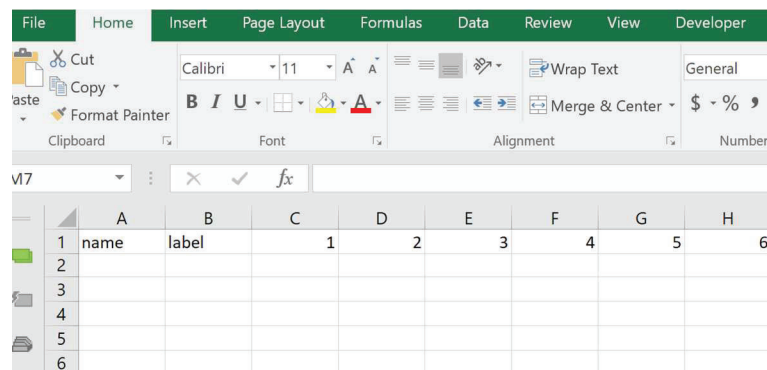 File Home Insert Page Layout Formulas Data Review View Developer
Cut
Calibri 11 A A Wrap Text General
Copy
aste B I U A Merge & Center $ % ,
Format Painter
Clipboard Font Alignment Number
M7 fx
A B C D E F G H
1 name label 1 2 3 4 5 6
2
3
4
5
6